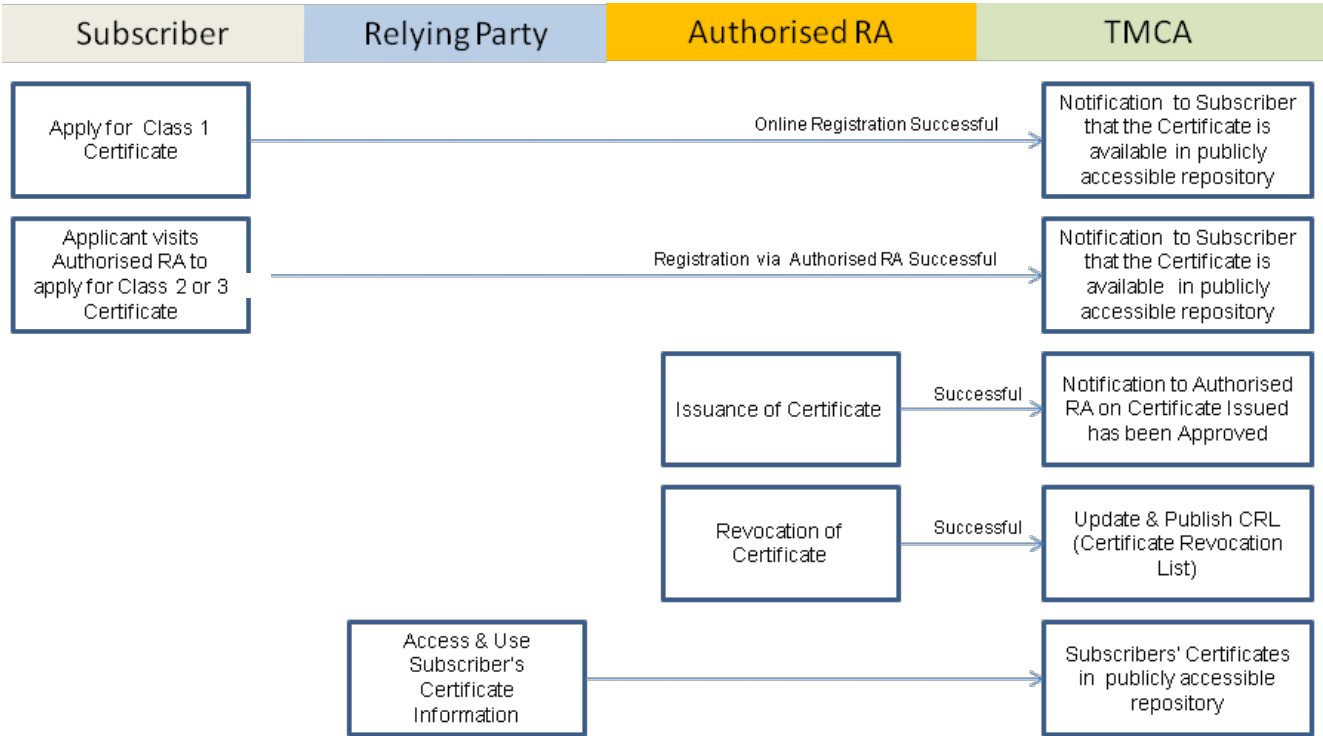 Subscriber
Relying Party
Authorised RA
TMCA
Apply for Class 1
Certificate
Online Registration Successful
Notification to Subscriber
that the Certificate is
available in publicly
accessible repository
Applicant visits
Authorised RA to
apply for Class 2 or 3
Certificate
Registration via Authorised RA Successful
Notification to Subscriber
that the Certificate is
available in publicly
accessible repository
Issuance of Certificate
Successful
Notification to Authorised
RA on Certificate Issued
has been Approved
Revocation of
Certificate
Successful
Update & Publish CRL
(Certificate Revocation
List)
Access & Use
Subscriber's
Certificate
Information
Subscribers' Certificates
in publicly accessible
repository